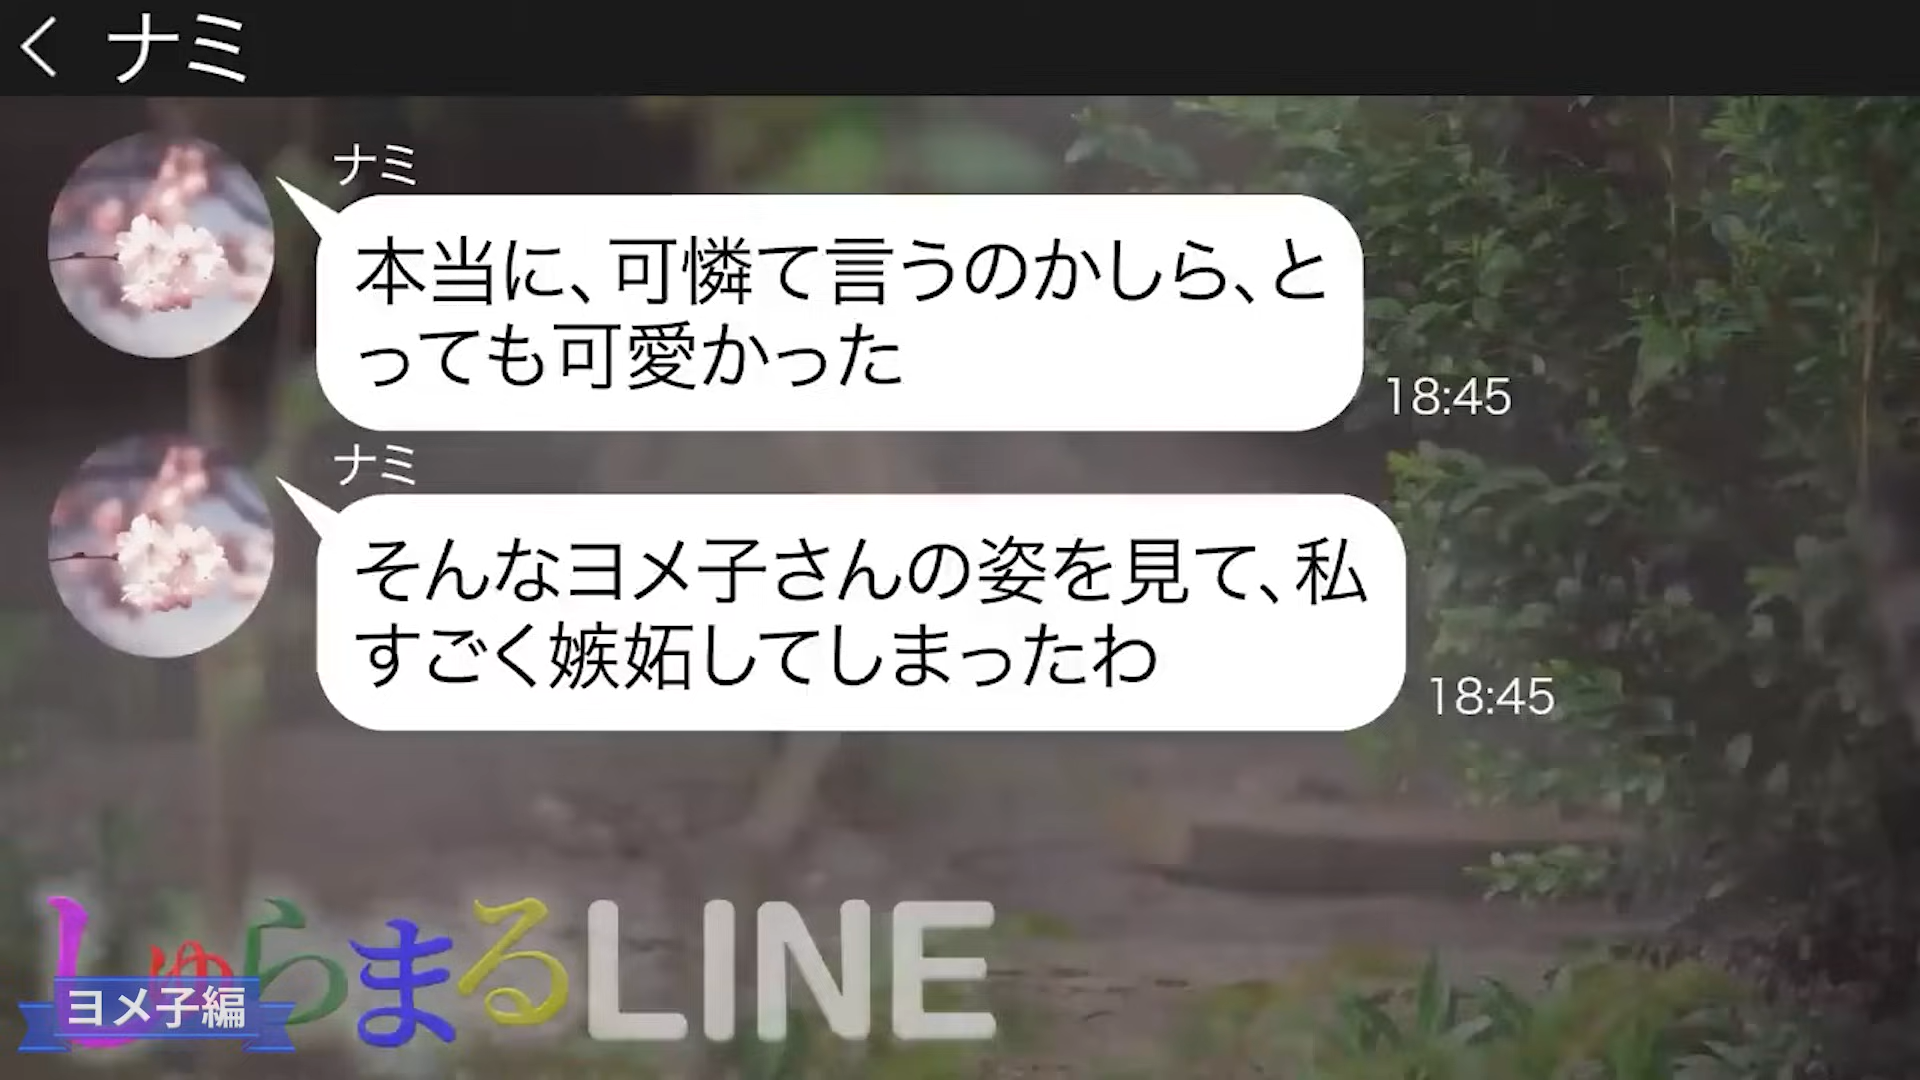 ナミ
ナミ
本当に、可憐て言うのかしら、と
っても可愛かった
18:45
ナミ
そんなヨメ子さんの姿を見て、私
すごく嫉妬してしまったわ
18:45
しゅらまるLINE
ヨメ子編